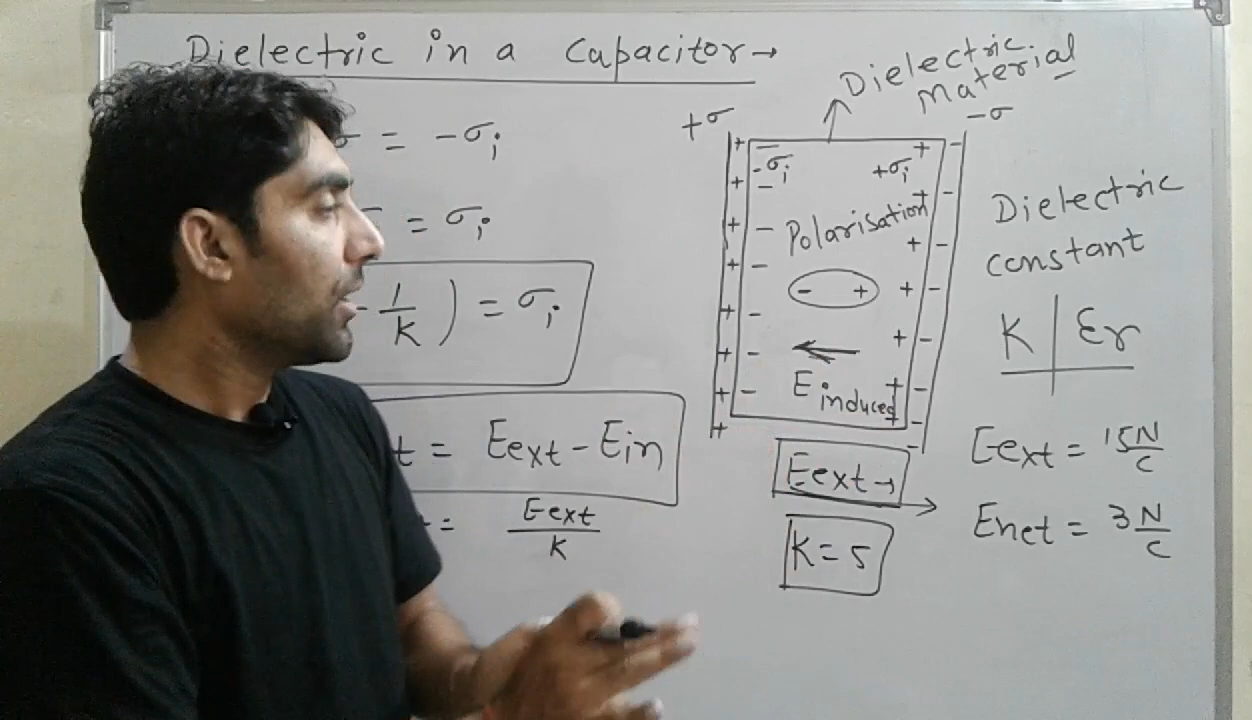 Dielectric in a Capacitor →
= -σi
= σi
- 1/K ) = σi
t = Eext - Ein
= Eext/K
Dielectric
Material
+σ
-σ
-σi
+σi
Polarisation
- +
E induced
Eext →
K = 5
Dielectric
constant
K | Er
Eext = 15 N/C
Enet = 3 N/C